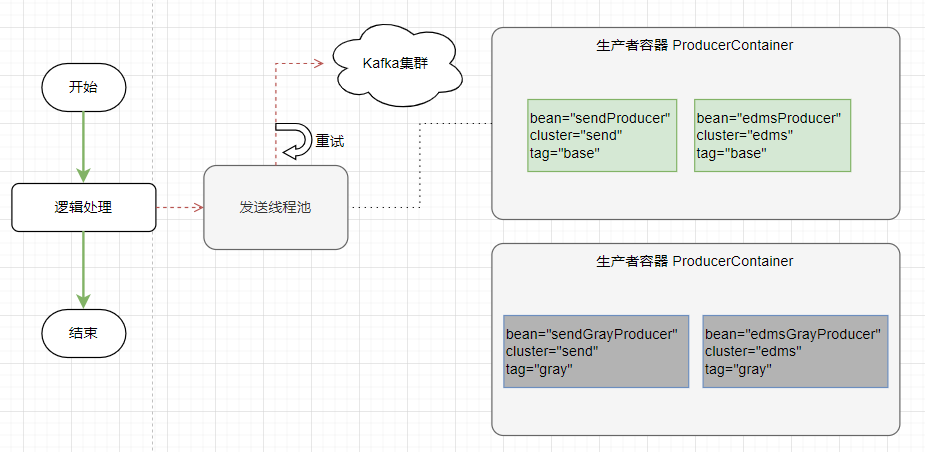 开始
逻辑处理
结束
Kafka集群
重试
发送线程池
生产者容器 ProducerContainer
bean="sendProducer"
cluster="send"
tag="base"
bean="edmsProducer"
cluster="edms"
tag="base"
生产者容器 ProducerContainer
bean="sendGrayProducer"
cluster="send"
tag="gray"
bean="edmsGrayProducer"
cluster="edms"
tag="gray"